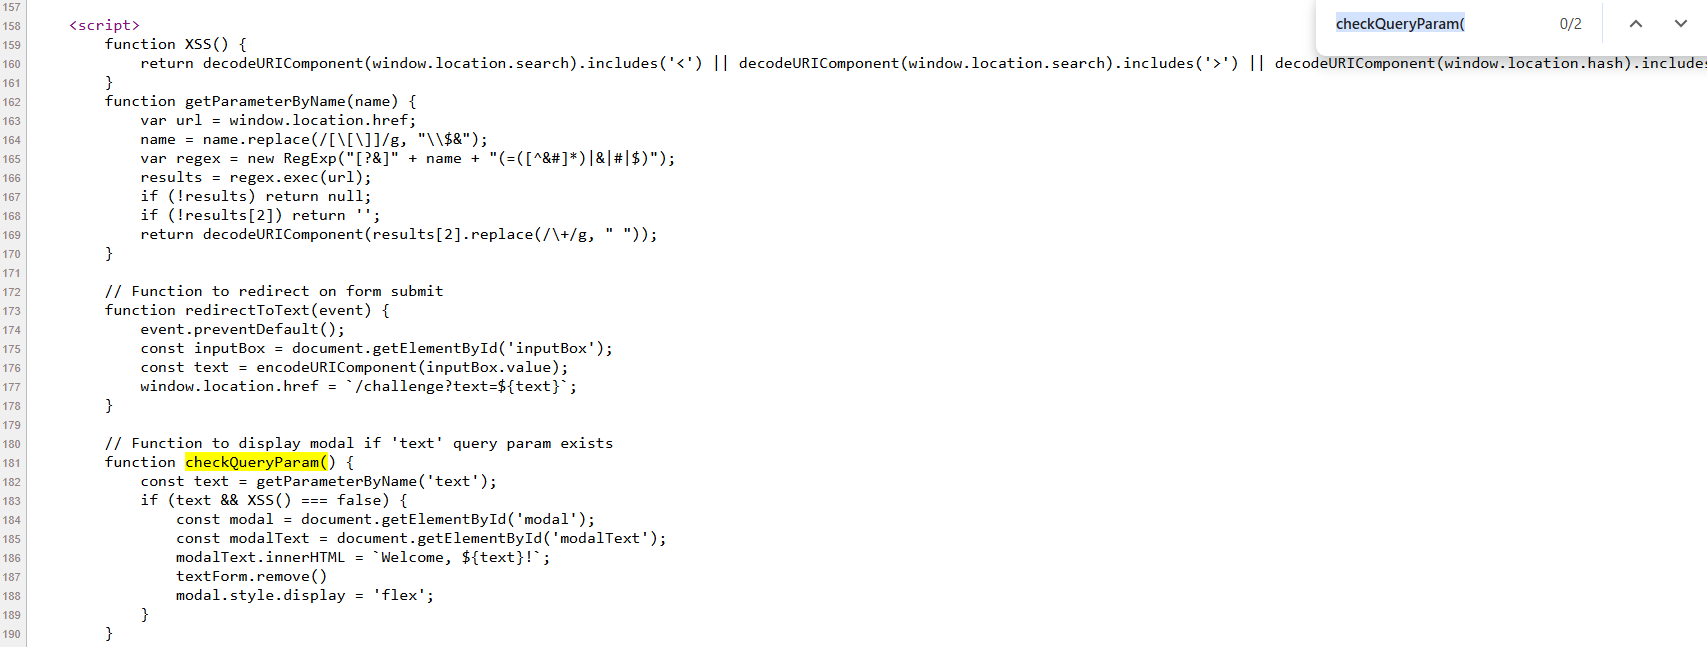 checkQueryParam(
0/2
157
158 <script>
159 function XSS() {
160 return decodeURIComponent(window.location.search).includes('<') || decodeURIComponent(window.location.search).includes('>') || decodeURIComponent(window.location.hash).includes
161 }
162 function getParameterByName(name) {
163 var url = window.location.href;
164 name = name.replace(/[\[\]]/g, "\\$&");
165 var regex = new RegExp("[?&]" + name + "(=([^&#]*)|&|#|$)");
166 results = regex.exec(url);
167 if (!results) return null;
168 if (!results[2]) return '';
169 return decodeURIComponent(results[2].replace(/\+/g, " "));
170 }
171
172 // Function to redirect on form submit
173 function redirectToText(event) {
174 event.preventDefault();
175 const inputBox = document.getElementById('inputBox');
176 const text = encodeURIComponent(inputBox.value);
177 window.location.href = `/challenge?text=${text}`;
178 }
179
180 // Function to display modal if 'text' query param exists
181 function checkQueryParam() {
182 const text = getParameterByName('text');
183 if (text && XSS() === false) {
184 const modal = document.getElementById('modal');
185 const modalText = document.getElementById('modalText');
186 modalText.innerHTML = `Welcome, ${text}!`;
187 textForm.remove()
188 modal.style.display = 'flex';
189 }
190 }